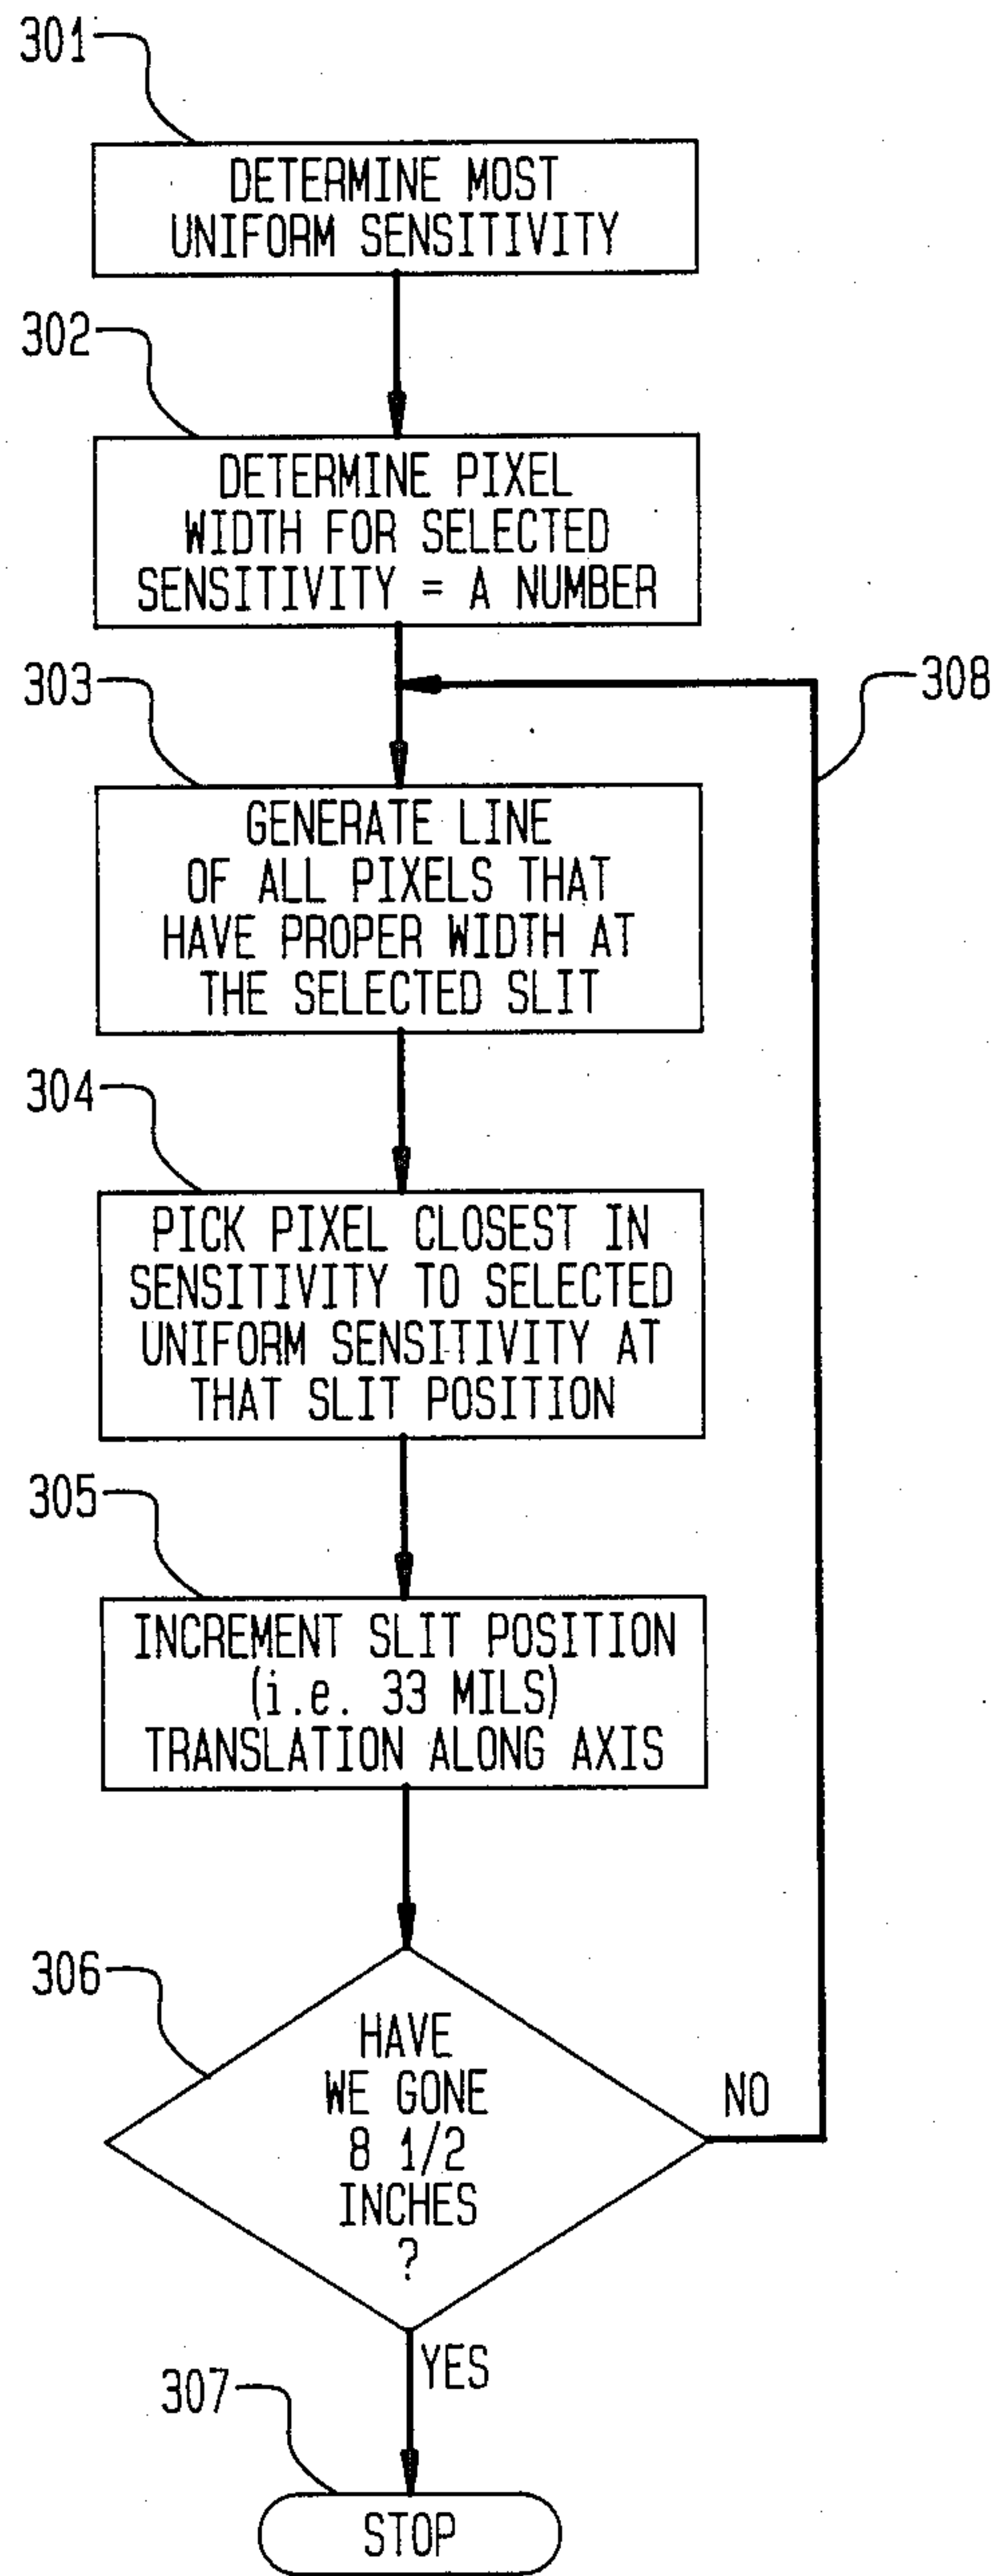 301
DETERMINE MOST
UNIFORM SENSITIVITY
302
DETERMINE PIXEL
WIDTH FOR SELECTED
SENSITIVITY = A NUMBER
303
308
GENERATE LINE
OF ALL PIXELS THAT
HAVE PROPER WIDTH AT
THE SELECTED SLIT
304
PICK PIXEL CLOSEST IN
SENSITIVITY TO SELECTED
UNIFORM SENSITIVITY AT
THAT SLIT POSITION
305
INCREMENT SLIT POSITION
(i.e. 33 MILS)
TRANSLATION ALONG AXIS
306
HAVE
WE GONE
8 1/2
INCHES
?
NO
YES
307
STOP